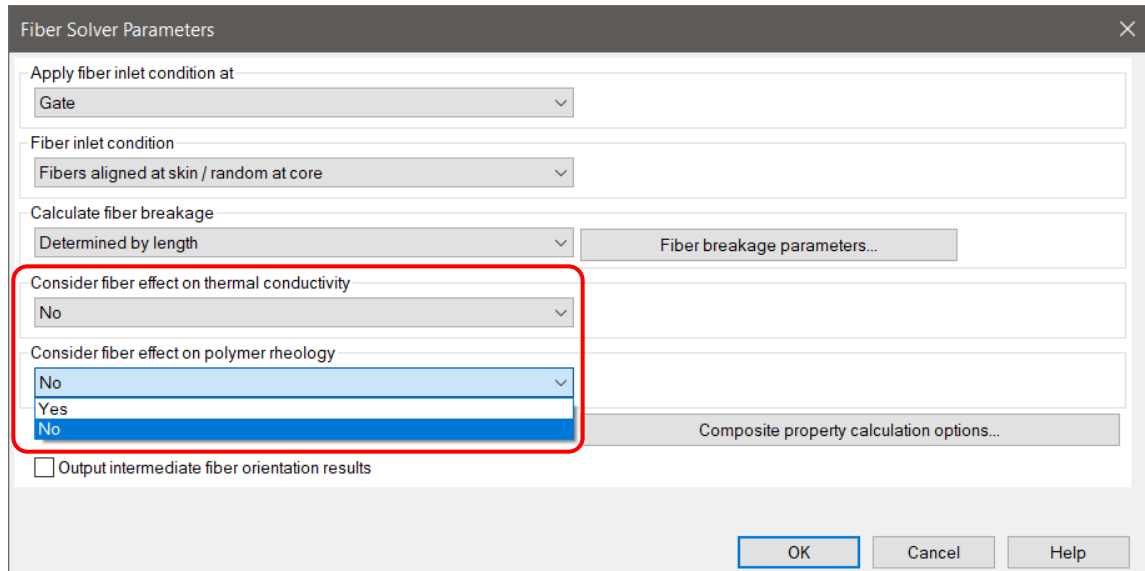 Fiber Solver Parameters
Apply fiber inlet condition at
Gate
Fiber inlet condition
Fibers aligned at skin / random at core
Calculate fiber breakage
Determined by length
Fiber breakage parameters...
Consider fiber effect on thermal conductivity
No
Consider fiber effect on polymer rheology
No
Yes
No
Composite property calculation options...
Output intermediate fiber orientation results
OK
Cancel
Help